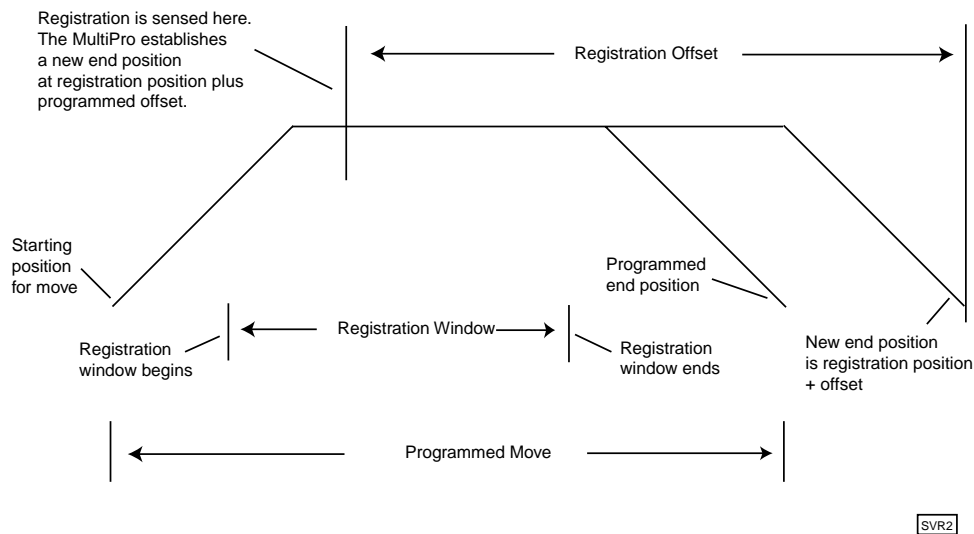 Registration is sensed here.
The MultiPro establishes
a new end position
at registration position plus
programmed offset.
Registration Offset
Starting
position
for move
Programmed
end position
Registration
window begins
Registration Window
Registration
window ends
New end position
is registration position
+ offset
Programmed Move
SVR2